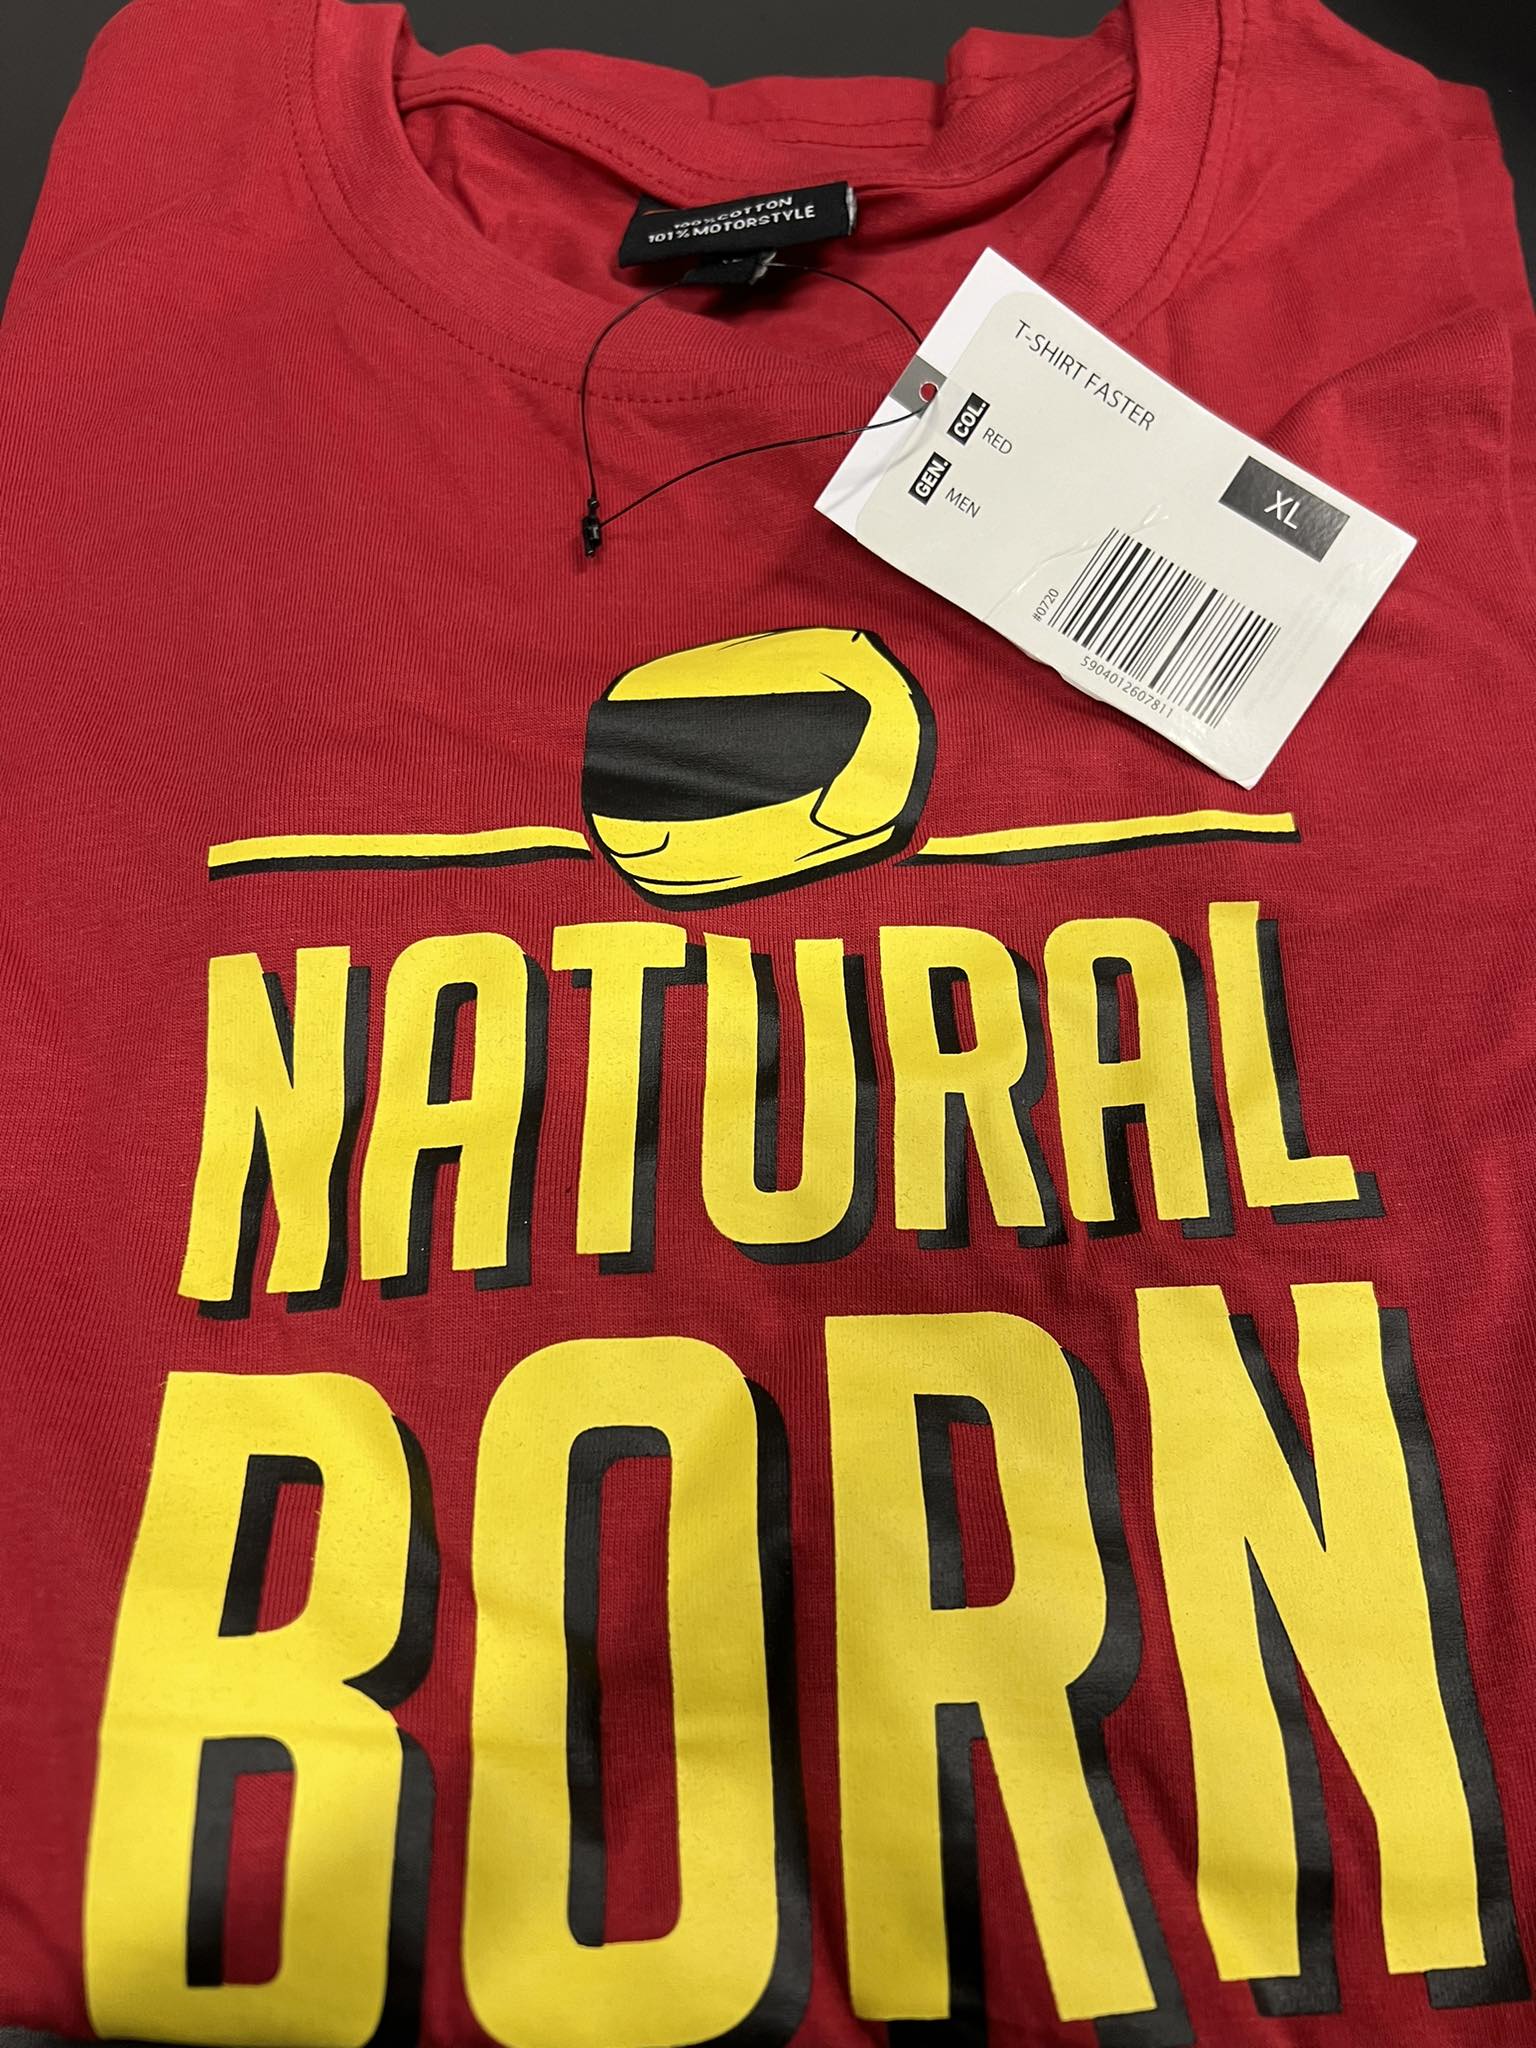 100%COTTON
101%MOTORSTYLE
T-SHIRT FASTER
COL. RED
GEN. MEN
XL
#0720
5904012607811
NATURAL
BORN